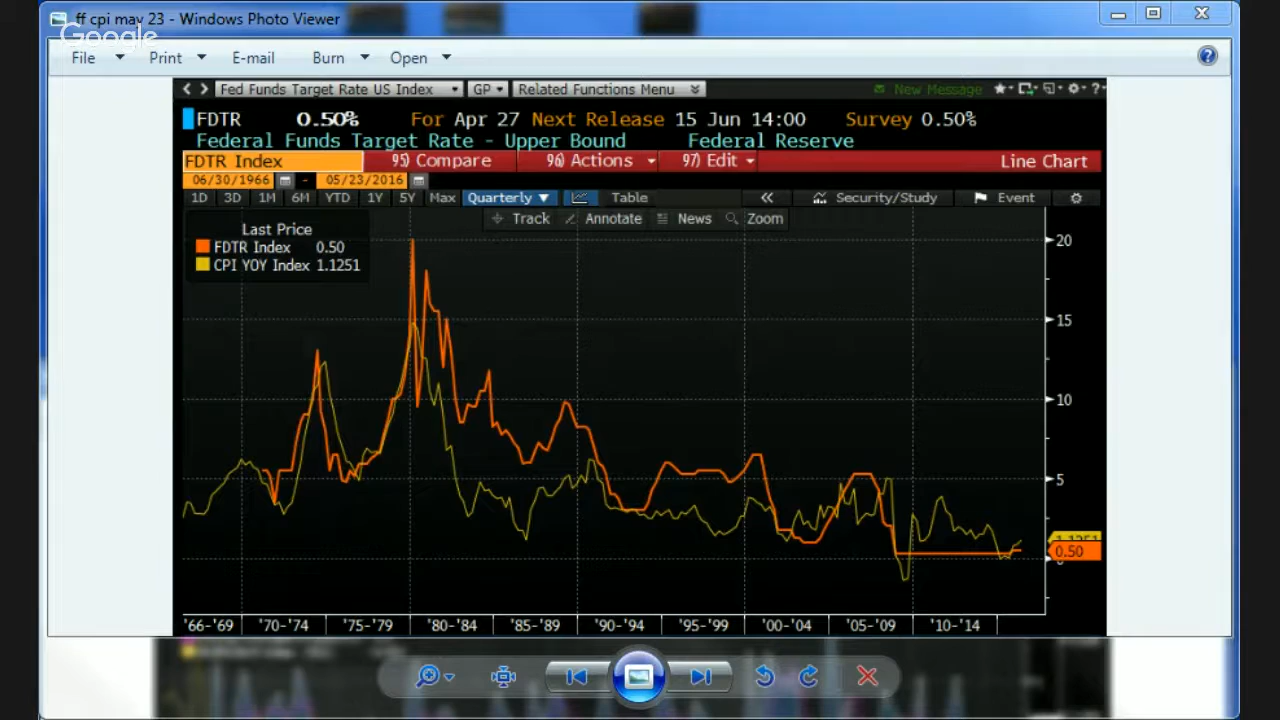 ff cpi may 23 - Windows Photo Viewer
Google
File Print E-mail Burn Open
Fed Funds Target Rate US Index GP Related Functions Menu New Message
FDTR 0.50% For Apr 27 Next Release 15 Jun 14:00 Survey 0.50%
Federal Funds Target Rate - Upper Bound Federal Reserve
FDTR Index 95) Compare 96) Actions 97) Edit Line Chart
06/30/1966 - 05/23/2016
1D 3D 1M 6M YTD 1Y 5Y Max Quarterly Table Security/Study Event
Track Annotate News Zoom
Last Price
FDTR Index 0.50
CPI YOY Index 1.1251
20
15
10
5
1.1251
0.50
0
'66-'69 '70-'74 '75-'79 '80-'84 '85-'89 '90-'94 '95-'99 '00-'04 '05-'09 '10-'14